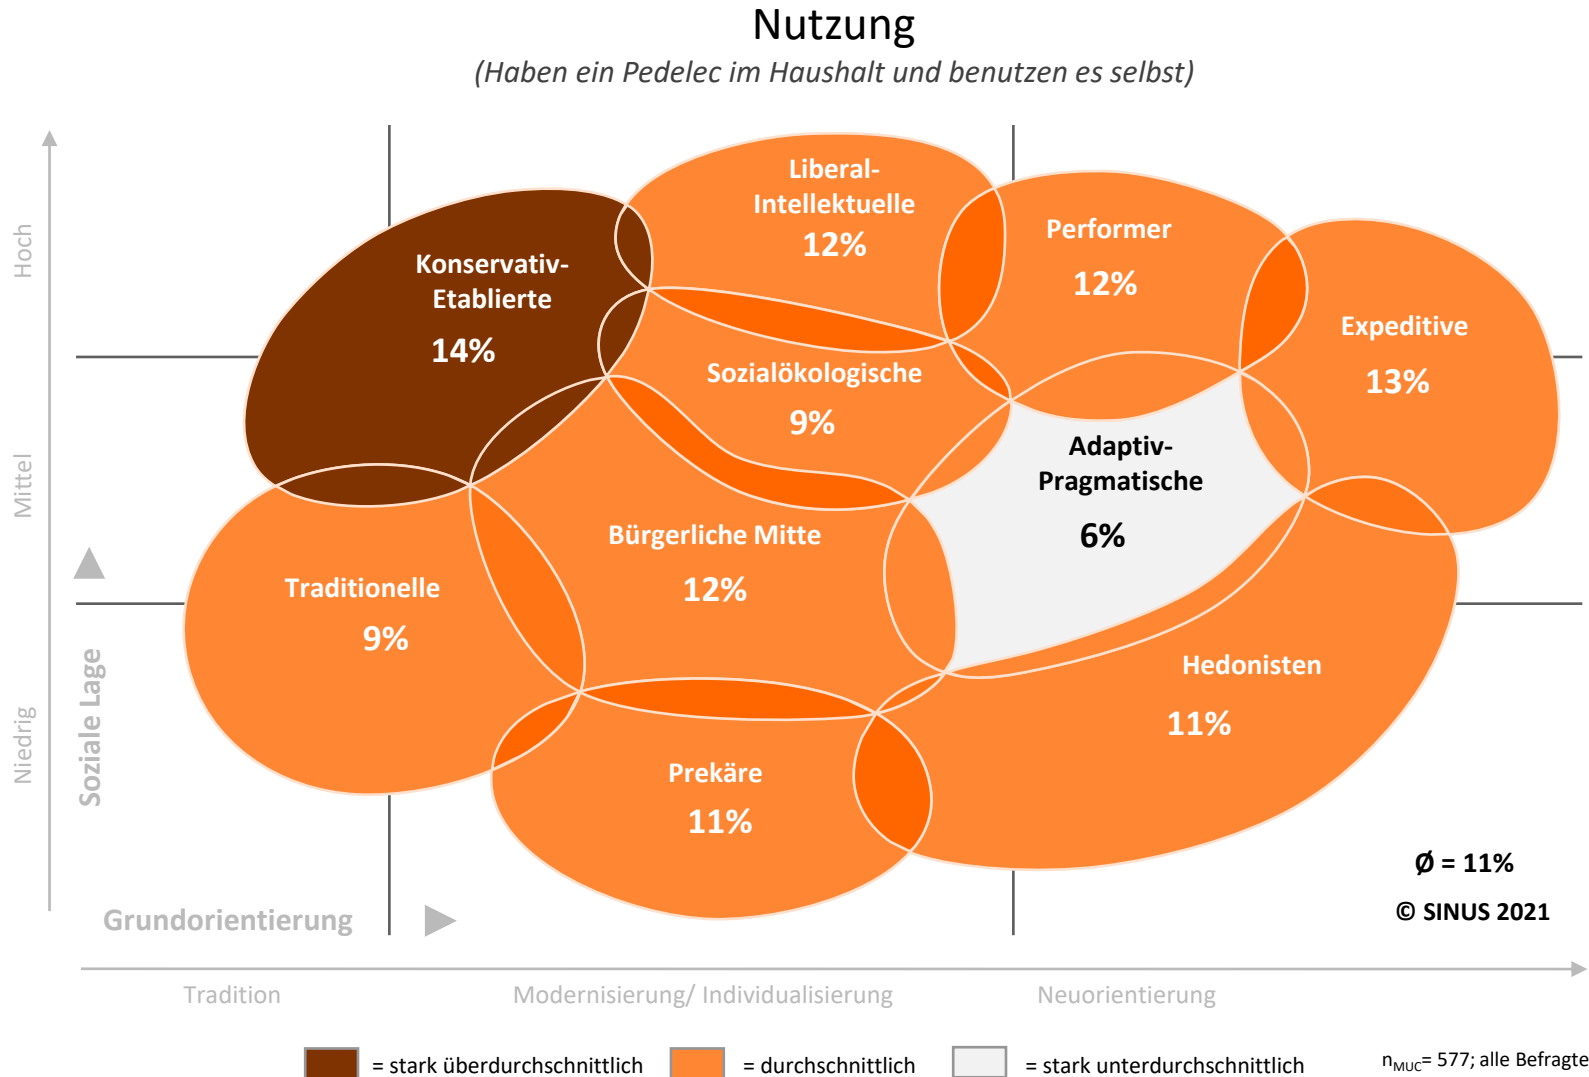 Nutzung
(Haben ein Pedelec im Haushalt und benutzen es selbst)
Hoch
Mittel
Niedrig
Soziale Lage
Liberal-
Intellektuelle
12%
Performer
12%
Konservativ-
Etablierte
14%
Expeditive
13%
Sozialökologische
9%
Adaptiv-
Pragmatische
6%
Bürgerliche Mitte
12%
Traditionelle
9%
Hedonisten
11%
Prekäre
11%
Ø = 11%
© SINUS 2021
Grundorientierung
Tradition
Modernisierung/ Individualisierung
Neuorientierung
= stark überdurchschnittlich
= durchschnittlich
= stark unterdurchschnittlich
nMUC= 577; alle Befragte